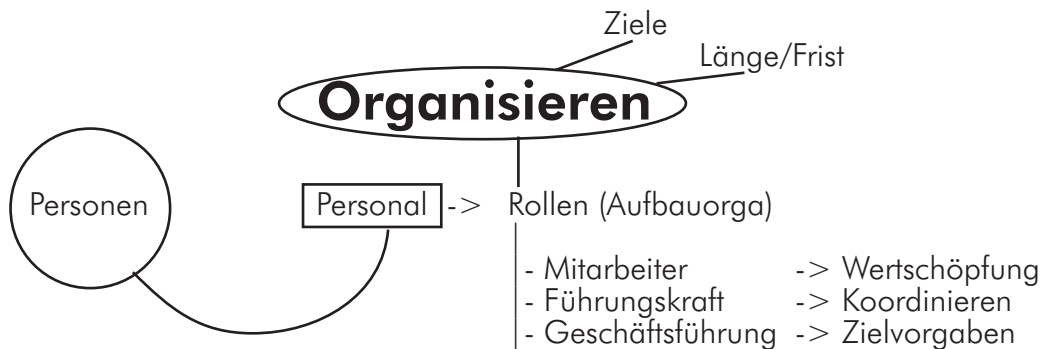 Ziele
Länge/Frist
Organisieren
Personen
Personal -> Rollen (Aufbauorga)
- Mitarbeiter -> Wertschöpfung
- Führungskraft -> Koordinieren
- Geschäftsführung -> Zielvorgaben